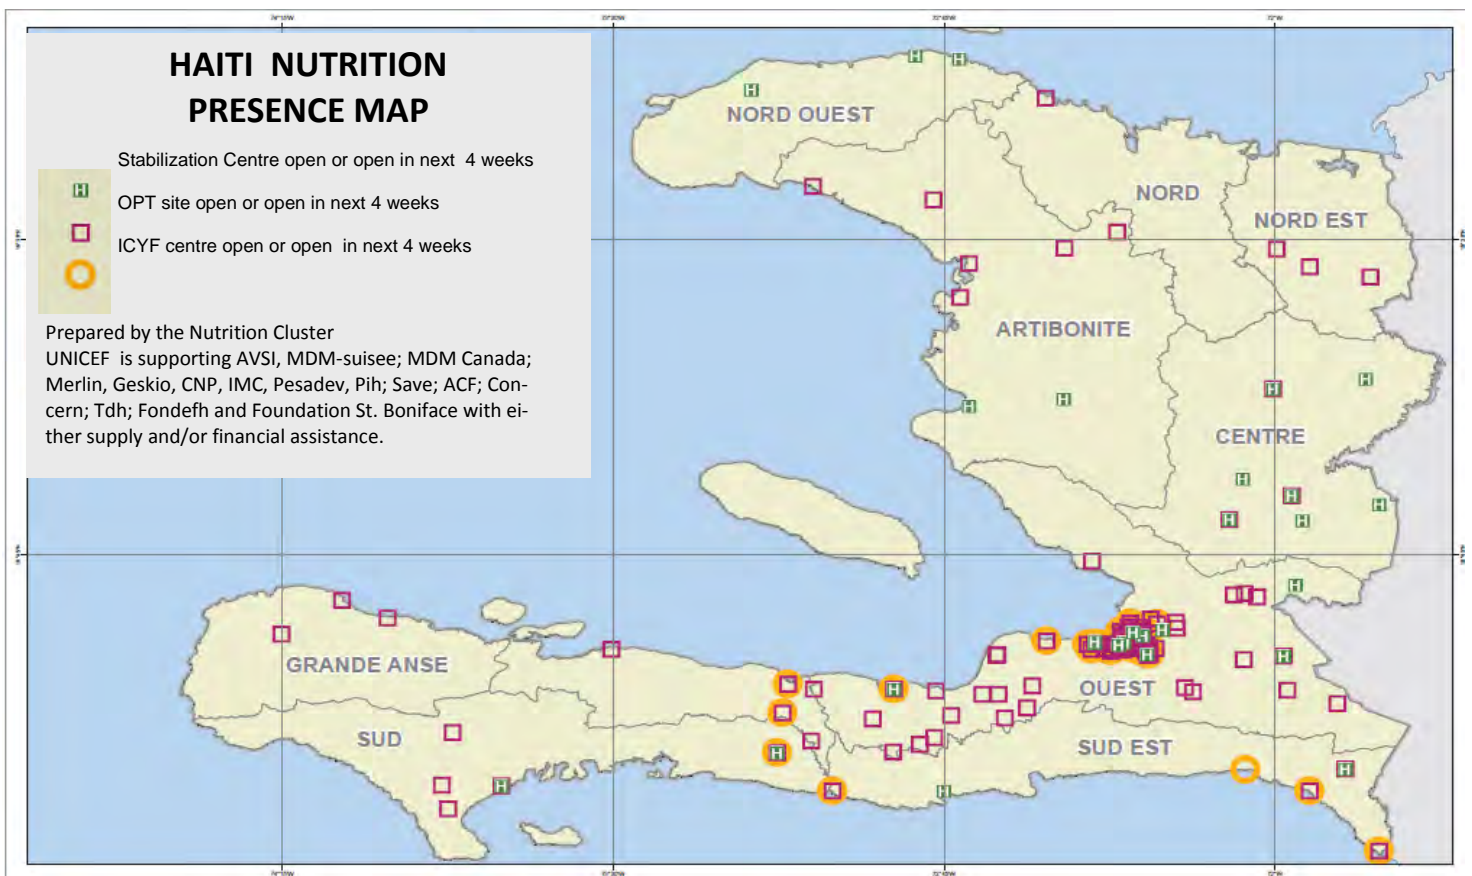 HAITI NUTRITION
PRESENCE MAP
Stabilization Centre open or open in next 4 weeks
OPT site open or open in next 4 weeks
ICYF centre open or open in next 4 weeks
Prepared by the Nutrition Cluster
UNICEF is supporting AVSI, MDM-suisee; MDM Canada;
Merlin, Geskio, CNP, IMC, Pesadev, Pih; Save; ACF; Con-
cern; Tdh; Fondefh and Foundation St. Boniface with ei-
ther supply and/or financial assistance.
NORD OUEST
NORD
NORD EST
ARTIBONITE
CENTRE
GRANDE ANSE
OUEST
SUD
SUD EST